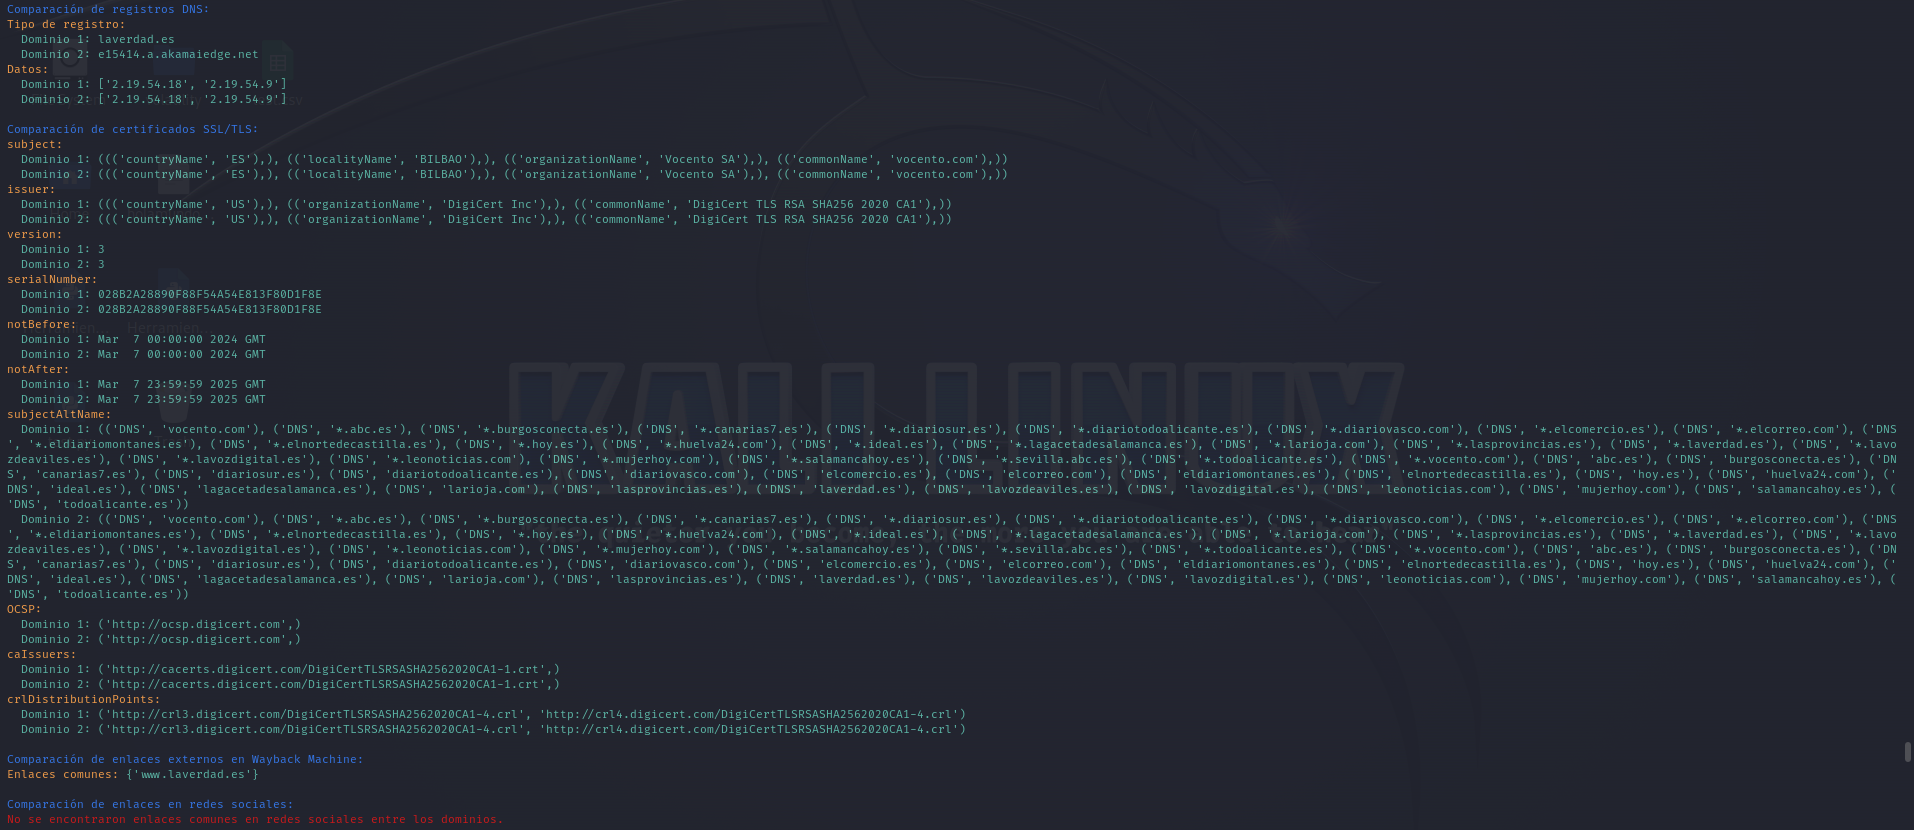 Comparación de registros DNS:
Tipo de registro:
  Dominio 1: laverdad.es
  Dominio 2: e15414.a.akamaiedge.net
Datos:
  Dominio 1: ['2.19.54.18', '2.19.54.9']
  Dominio 2: ['2.19.54.18', '2.19.54.9']

Comparación de certificados SSL/TLS:
subject:
  Dominio 1: ((('countryName', 'ES'),), (('localityName', 'BILBAO'),), (('organizationName', 'Vocento SA'),), (('commonName', 'vocento.com'),))
  Dominio 2: ((('countryName', 'ES'),), (('localityName', 'BILBAO'),), (('organizationName', 'Vocento SA'),), (('commonName', 'vocento.com'),))
issuer:
  Dominio 1: ((('countryName', 'US'),), (('organizationName', 'DigiCert Inc'),), (('commonName', 'DigiCert TLS RSA SHA256 2020 CA1'),))
  Dominio 2: ((('countryName', 'US'),), (('organizationName', 'DigiCert Inc'),), (('commonName', 'DigiCert TLS RSA SHA256 2020 CA1'),))
version:
  Dominio 1: 3
  Dominio 2: 3
serialNumber:
  Dominio 1: 028B2A28890F88F54A54E813F80D1F8E
  Dominio 2: 028B2A28890F88F54A54E813F80D1F8E
notBefore:
Herramien
  Dominio 1: Mar  7 00:00:00 2024 GMT
  Dominio 2: Mar  7 00:00:00 2024 GMT
notAfter:
  Dominio 1: Mar  7 23:59:59 2025 GMT
  Dominio 2: Mar  7 23:59:59 2025 GMT
KALI LINUX
subjectAltName:
  Dominio 1: (('DNS', 'vocento.com'), ('DNS', '*.abc.es'), ('DNS', '*.burgosconecta.es'), ('DNS', '*.canarias7.es'), ('DNS', '*.diariosur.es'), ('DNS', '*.diariotodoalicante.es'), ('DNS', '*.diariovasco.com'), ('DNS', '*.elcomercio.es'), ('DNS', '*.elcorreo.com'), ('DNS
', '*.eldiariomontanes.es'), ('DNS', '*.elnortedecastilla.es'), ('DNS', '*.hoy.es'), ('DNS', '*.huelva24.com'), ('DNS', '*.ideal.es'), ('DNS', '*.lagacetadesalamanca.es'), ('DNS', '*.larioja.com'), ('DNS', '*.lasprovincias.es'), ('DNS', '*.laverdad.es'), ('DNS', '*.lavo
zdeaviles.es'), ('DNS', '*.lavozdigital.es'), ('DNS', '*.leonoticias.com'), ('DNS', '*.mujerhoy.com'), ('DNS', '*.salamancahoy.es'), ('DNS', '*.sevilla.abc.es'), ('DNS', '*.todoalicante.es'), ('DNS', '*.vocento.com'), ('DNS', 'abc.es'), ('DNS', 'burgosconecta.es'), ('DN
S', 'canarias7.es'), ('DNS', 'diariosur.es'), ('DNS', 'diariotodoalicante.es'), ('DNS', 'diariovasco.com'), ('DNS', 'elcomercio.es'), ('DNS', 'elcorreo.com'), ('DNS', 'eldiariomontanes.es'), ('DNS', 'elnortedecastilla.es'), ('DNS', 'hoy.es'), ('DNS', 'huelva24.com'), ('
DNS', 'ideal.es'), ('DNS', 'lagacetadesalamanca.es'), ('DNS', 'larioja.com'), ('DNS', 'lasprovincias.es'), ('DNS', 'laverdad.es'), ('DNS', 'lavozdeaviles.es'), ('DNS', 'lavozdigital.es'), ('DNS', 'leonoticias.com'), ('DNS', 'mujerhoy.com'), ('DNS', 'salamancahoy.es'), (
'DNS', 'todoalicante.es'))
  Dominio 2: (('DNS', 'vocento.com'), ('DNS', '*.abc.es'), ('DNS', '*.burgosconecta.es'), ('DNS', '*.canarias7.es'), ('DNS', '*.diariosur.es'), ('DNS', '*.diariotodoalicante.es'), ('DNS', '*.diariovasco.com'), ('DNS', '*.elcomercio.es'), ('DNS', '*.elcorreo.com'), ('DNS
', '*.eldiariomontanes.es'), ('DNS', '*.elnortedecastilla.es'), ('DNS', '*.hoy.es'), ('DNS', '*.huelva24.com'), ('DNS', '*.ideal.es'), ('DNS', '*.lagacetadesalamanca.es'), ('DNS', '*.larioja.com'), ('DNS', '*.lasprovincias.es'), ('DNS', '*.laverdad.es'), ('DNS', '*.lavo
zdeaviles.es'), ('DNS', '*.lavozdigital.es'), ('DNS', '*.leonoticias.com'), ('DNS', '*.mujerhoy.com'), ('DNS', '*.salamancahoy.es'), ('DNS', '*.sevilla.abc.es'), ('DNS', '*.todoalicante.es'), ('DNS', '*.vocento.com'), ('DNS', 'abc.es'), ('DNS', 'burgosconecta.es'), ('DN
S', 'canarias7.es'), ('DNS', 'diariosur.es'), ('DNS', 'diariotodoalicante.es'), ('DNS', 'diariovasco.com'), ('DNS', 'elcomercio.es'), ('DNS', 'elcorreo.com'), ('DNS', 'eldiariomontanes.es'), ('DNS', 'elnortedecastilla.es'), ('DNS', 'hoy.es'), ('DNS', 'huelva24.com'), ('
DNS', 'ideal.es'), ('DNS', 'lagacetadesalamanca.es'), ('DNS', 'larioja.com'), ('DNS', 'lasprovincias.es'), ('DNS', 'laverdad.es'), ('DNS', 'lavozdeaviles.es'), ('DNS', 'lavozdigital.es'), ('DNS', 'leonoticias.com'), ('DNS', 'mujerhoy.com'), ('DNS', 'salamancahoy.es'), (
'DNS', 'todoalicante.es'))
OCSP:
  Dominio 1: ('http://ocsp.digicert.com',)
  Dominio 2: ('http://ocsp.digicert.com',)
caIssuers:
  Dominio 1: ('http://cacerts.digicert.com/DigiCertTLSRSASHA2562020CA1-1.crt',)
  Dominio 2: ('http://cacerts.digicert.com/DigiCertTLSRSASHA2562020CA1-1.crt',)
crlDistributionPoints:
  Dominio 1: ('http://crl3.digicert.com/DigiCertTLSRSASHA2562020CA1-4.crl', 'http://crl4.digicert.com/DigiCertTLSRSASHA2562020CA1-4.crl')
  Dominio 2: ('http://crl3.digicert.com/DigiCertTLSRSASHA2562020CA1-4.crl', 'http://crl4.digicert.com/DigiCertTLSRSASHA2562020CA1-4.crl')

Comparación de enlaces externos en Wayback Machine:
Enlaces comunes: {'www.laverdad.es'}

Comparación de enlaces en redes sociales:
No se encontraron enlaces comunes en redes sociales entre los dominios.